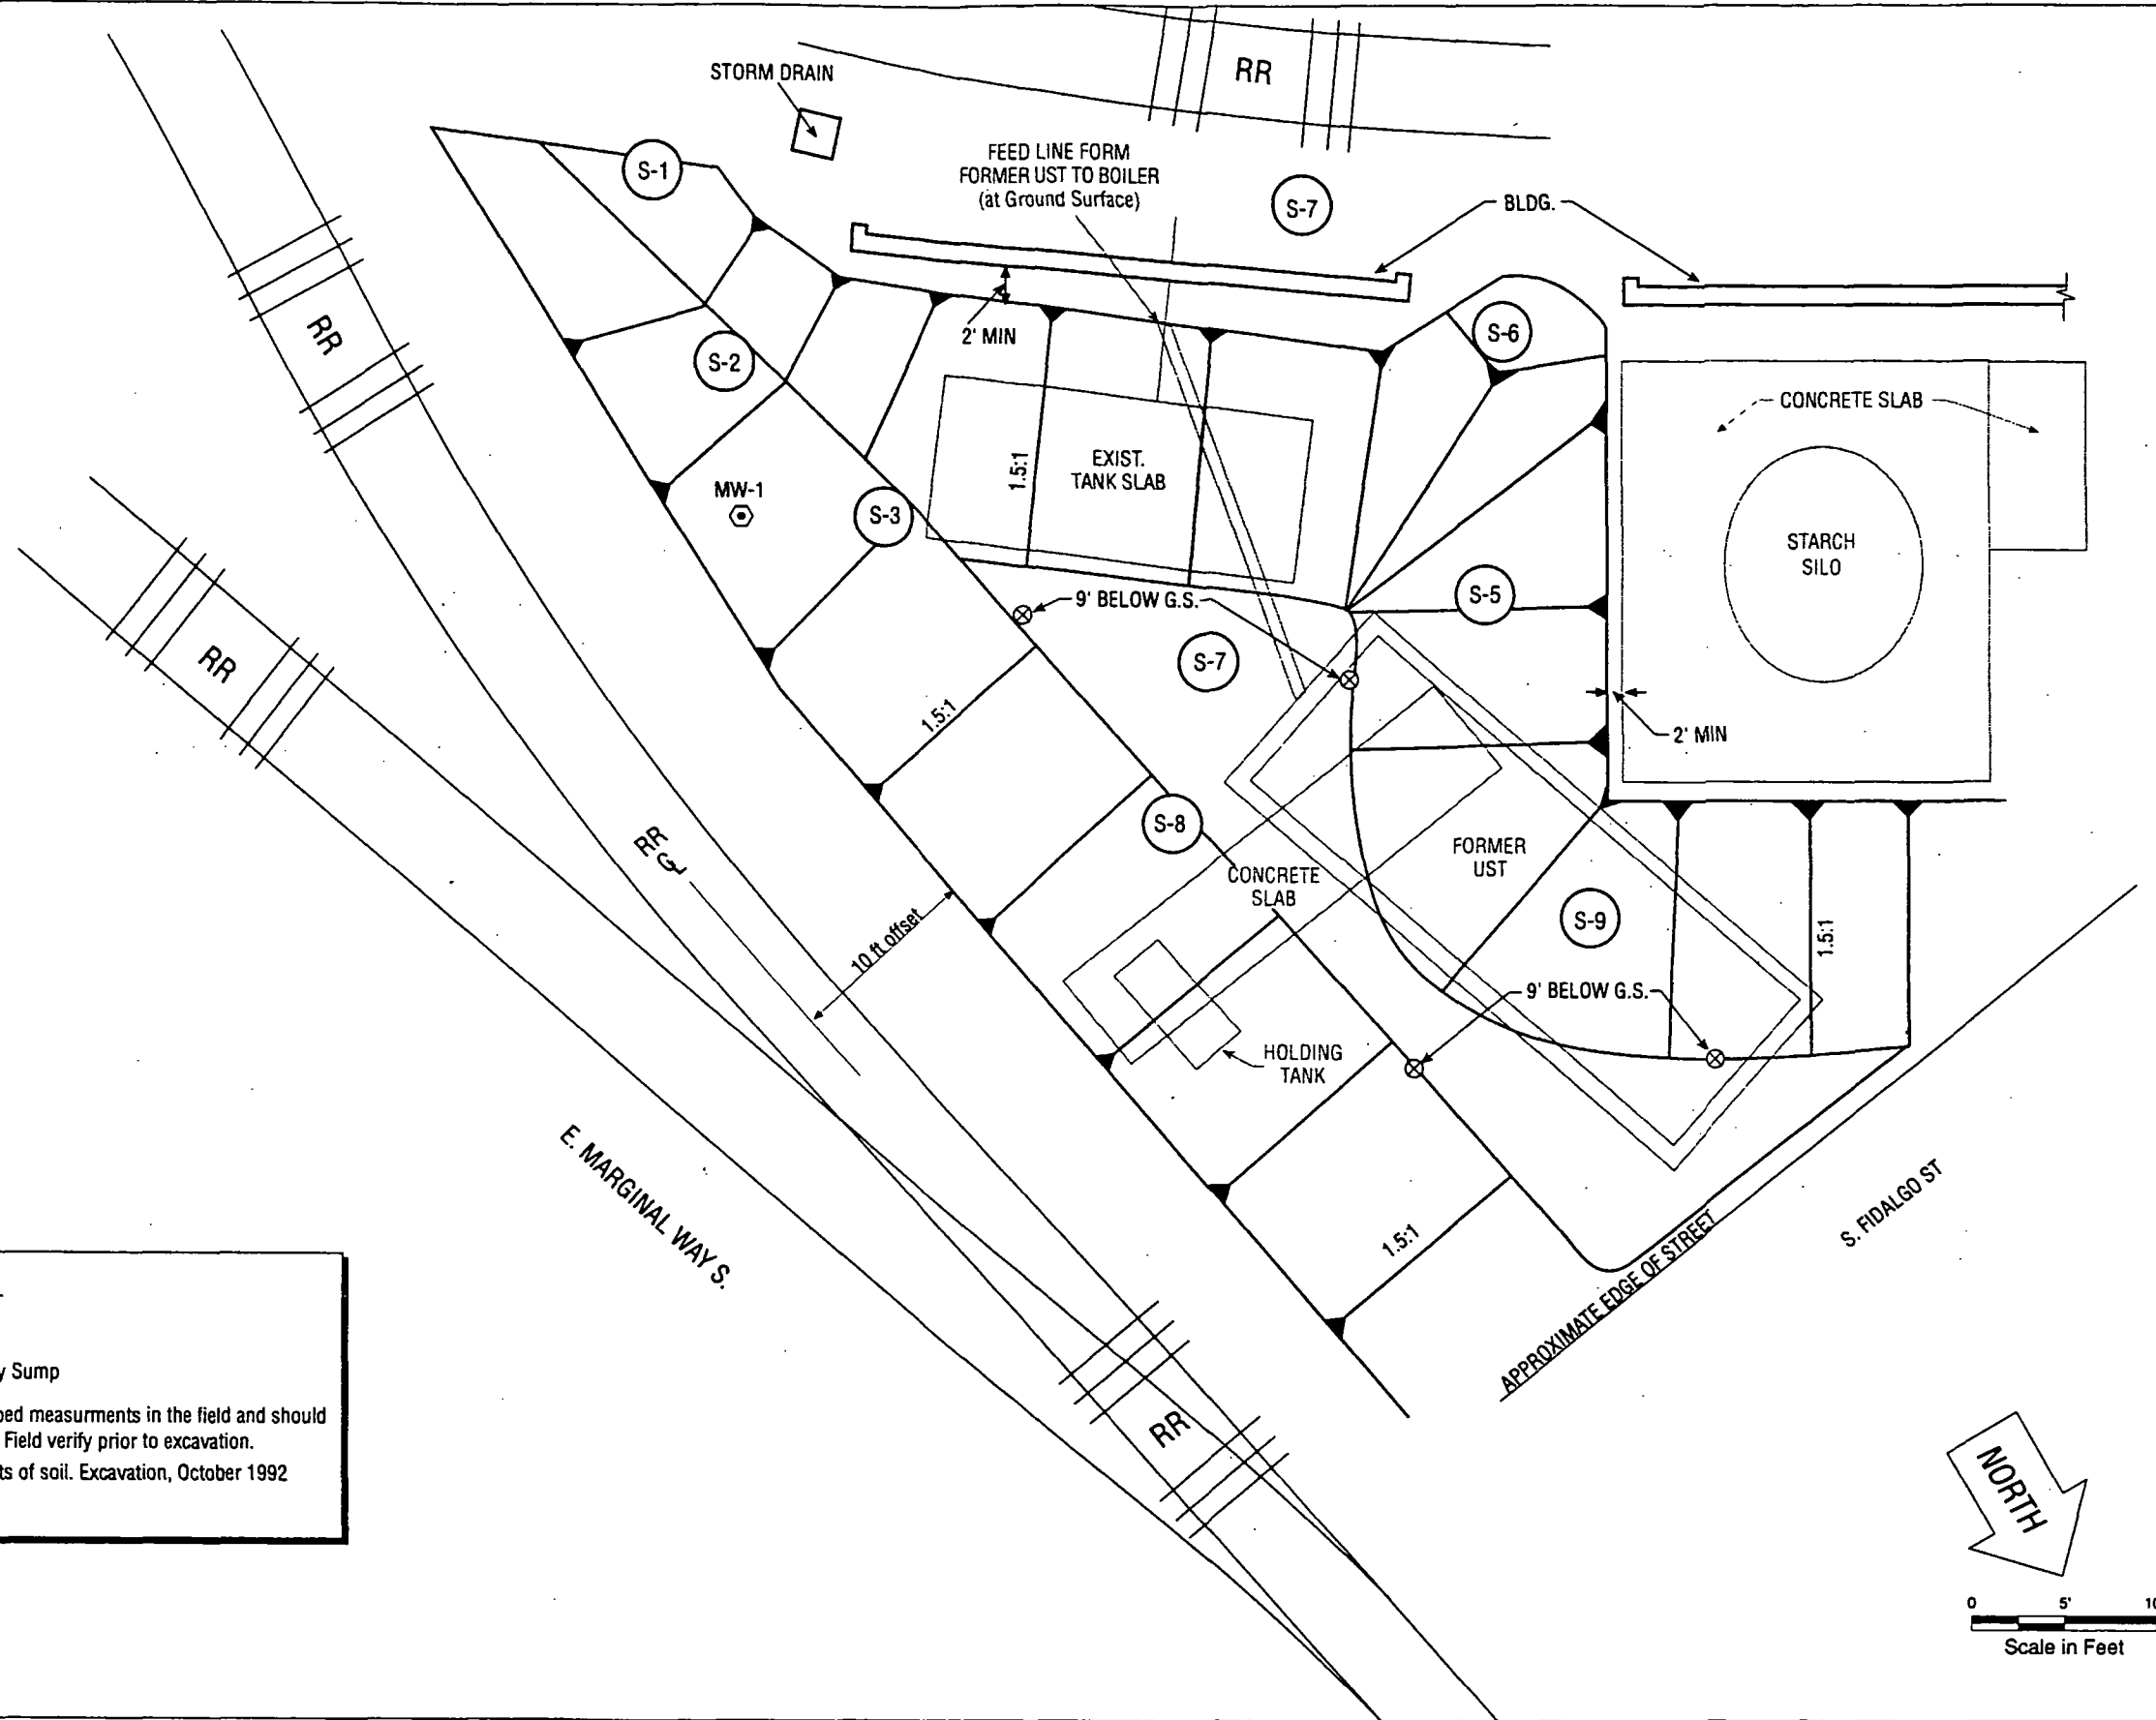 STORM DRAIN
RR
FEED LINE FORM
FORMER UST TO BOILER
(at Ground Surface)
S-1
S-7
BLDG.
RR
2' MIN
S-6
S-2
CONCRETE SLAB
1.5:1
EXIST.
TANK SLAB
MW-1
S-3
STARCH
SILO
9' BELOW G.S.
S-5
RR
S-7
1.5:1
2' MIN
S-8
RR
CONCRETE
SLAB
FORMER
UST
10 ft offset
S-9
1.5:1
9' BELOW G.S.
HOLDING
TANK
E. MARGINAL WAY S.
1.5:1
APPROXIMATE EDGE OF STREET
S. FIDALGO ST
RR
Sump
measurments in the field and should
Field verify prior to excavation.
of soil. Excavation, October 1992
NORTH
0 5' 10
Scale in Feet